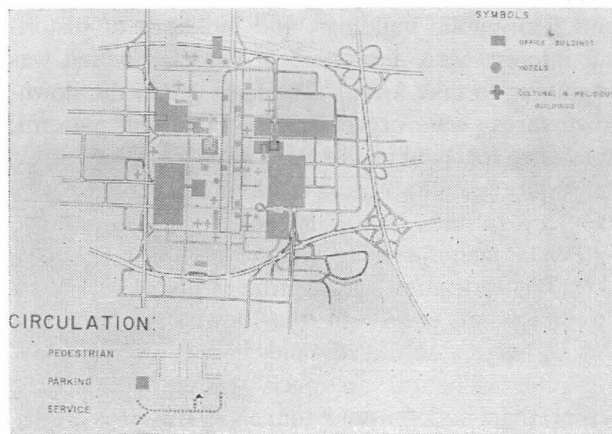 SYMBOLS
OFFICE BUILDINGS
HOTELS
CULTURAL & RELIGIOUS
BUILDINGS
CIRCULATION:
PEDESTRIAN
PARKING
SERVICE